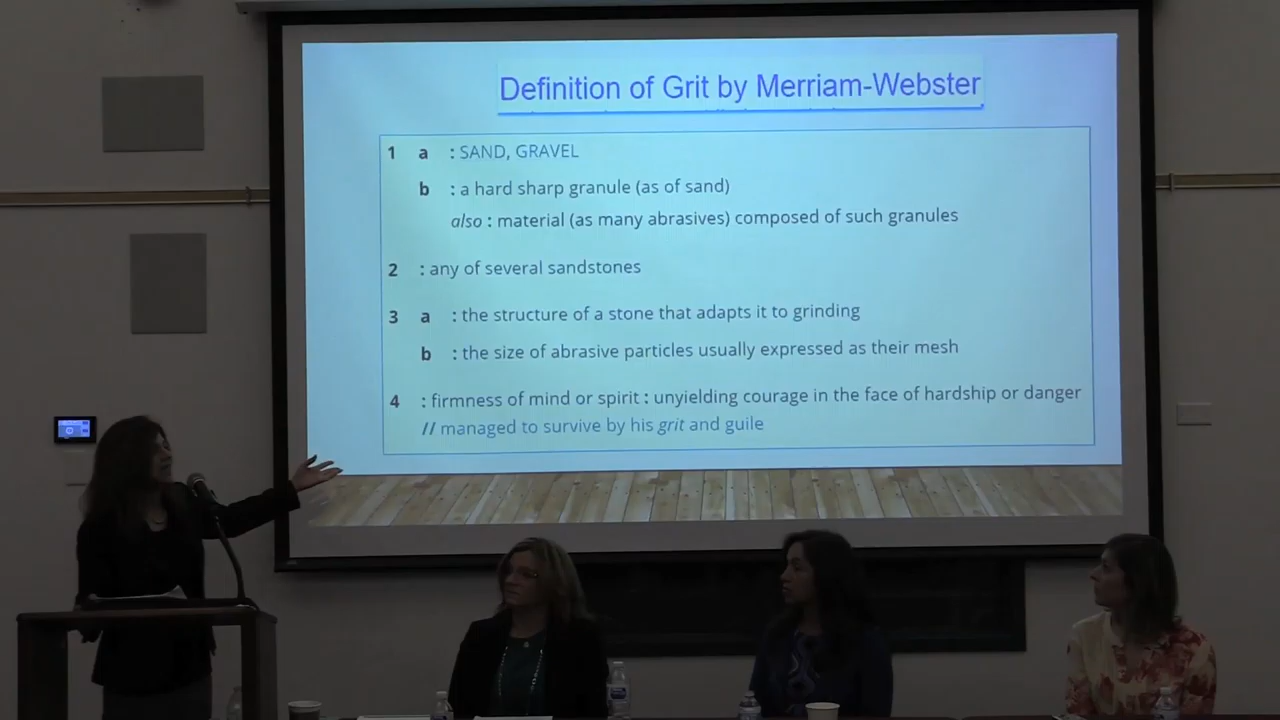 Definition of Grit by Merriam-Webster
1 a : SAND, GRAVEL
b : a hard sharp granule (as of sand)
also : material (as many abrasives) composed of such granules
2 : any of several sandstones
3 a : the structure of a stone that adapts it to grinding
b : the size of abrasive particles usually expressed as their mesh
4 : firmness of mind or spirit : unyielding courage in the face of hardship or danger
// managed to survive by his grit and guile